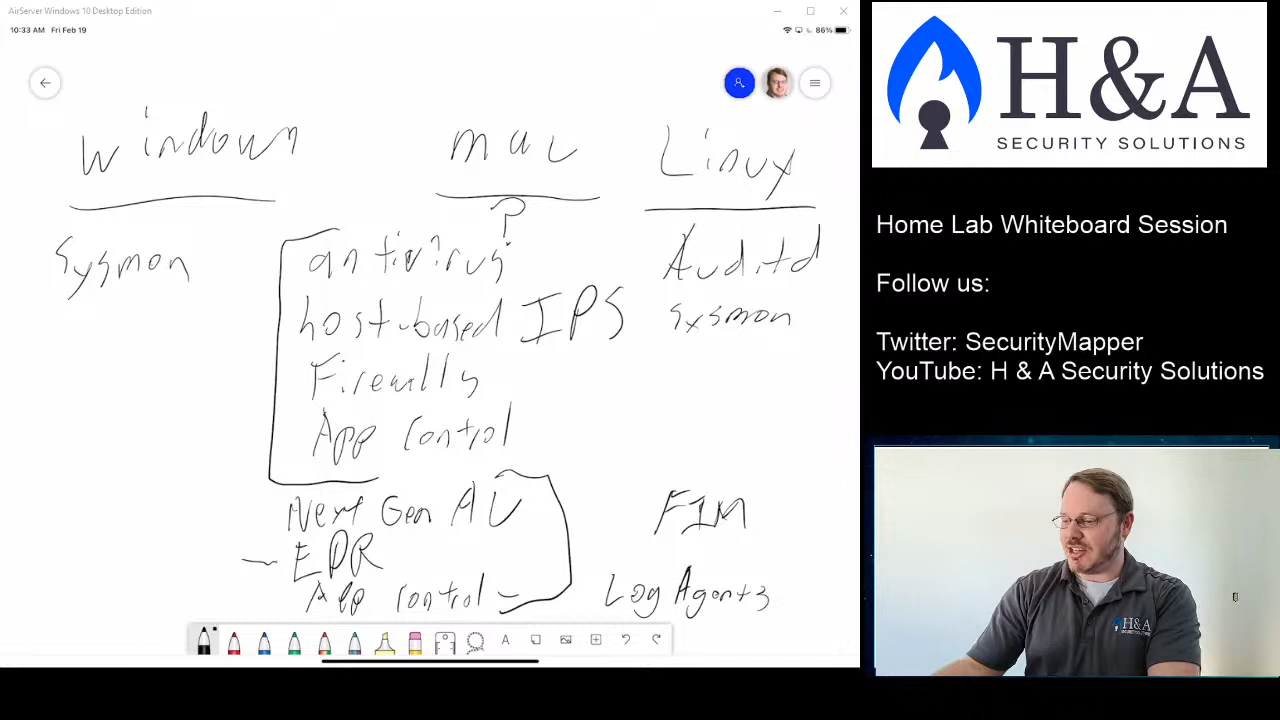 AirServer Windows 10 Desktop Edition
10:33 AM Fri Feb 19
86%
Windows
mac
Linux
?
Sysmon
antivirus
host-based IPS
Firewalls
App control
Auditd
sysmon
Next Gen AV
EDR
App control
FIM
Log Agents
A
H&A
SECURITY SOLUTIONS
Home Lab Whiteboard Session
Follow us:
Twitter: SecurityMapper
YouTube: H & A Security Solutions
H&A